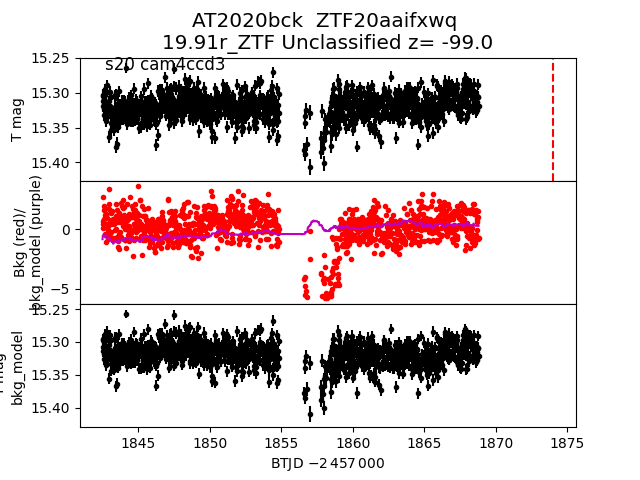 AT2020bck ZTF20aaifxwq
19.91r_ZTF Unclassified z= -99.0
s20 cam4ccd3
15.25
15.30
15.35
15.40
T mag
0
−5
Bkg (red)/
bkg_model (purple)
15.25
15.30
15.35
15.40
bkg_model
1845
1850
1855
1860
1865
1870
1875
BTJD −2 457 000